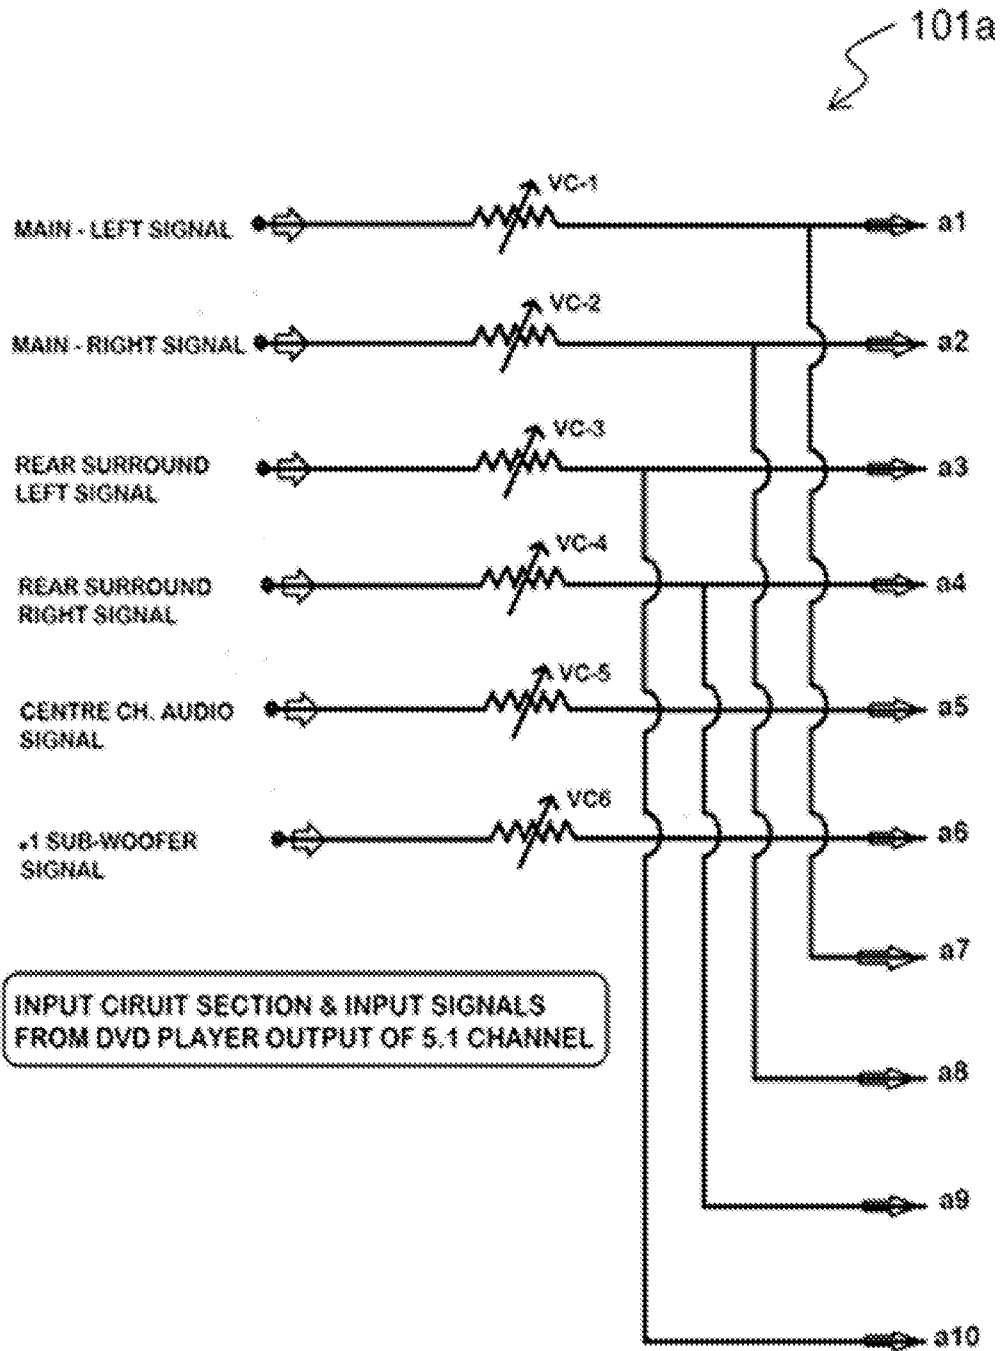 101a
VC-1
MAIN - LEFT SIGNAL
a1
VC-2
MAIN - RIGHT SIGNAL
a2
VC-3
REAR SURROUND
LEFT SIGNAL
a3
VC-4
REAR SURROUND
RIGHT SIGNAL
a4
VC-5
CENTRE CH. AUDIO
SIGNAL
a5
VC6
.1 SUB-WOOFER
SIGNAL
a6
a7
INPUT CIRUIT SECTION & INPUT SIGNALS
FROM DVD PLAYER OUTPUT OF 5.1 CHANNEL
a8
a9
a10